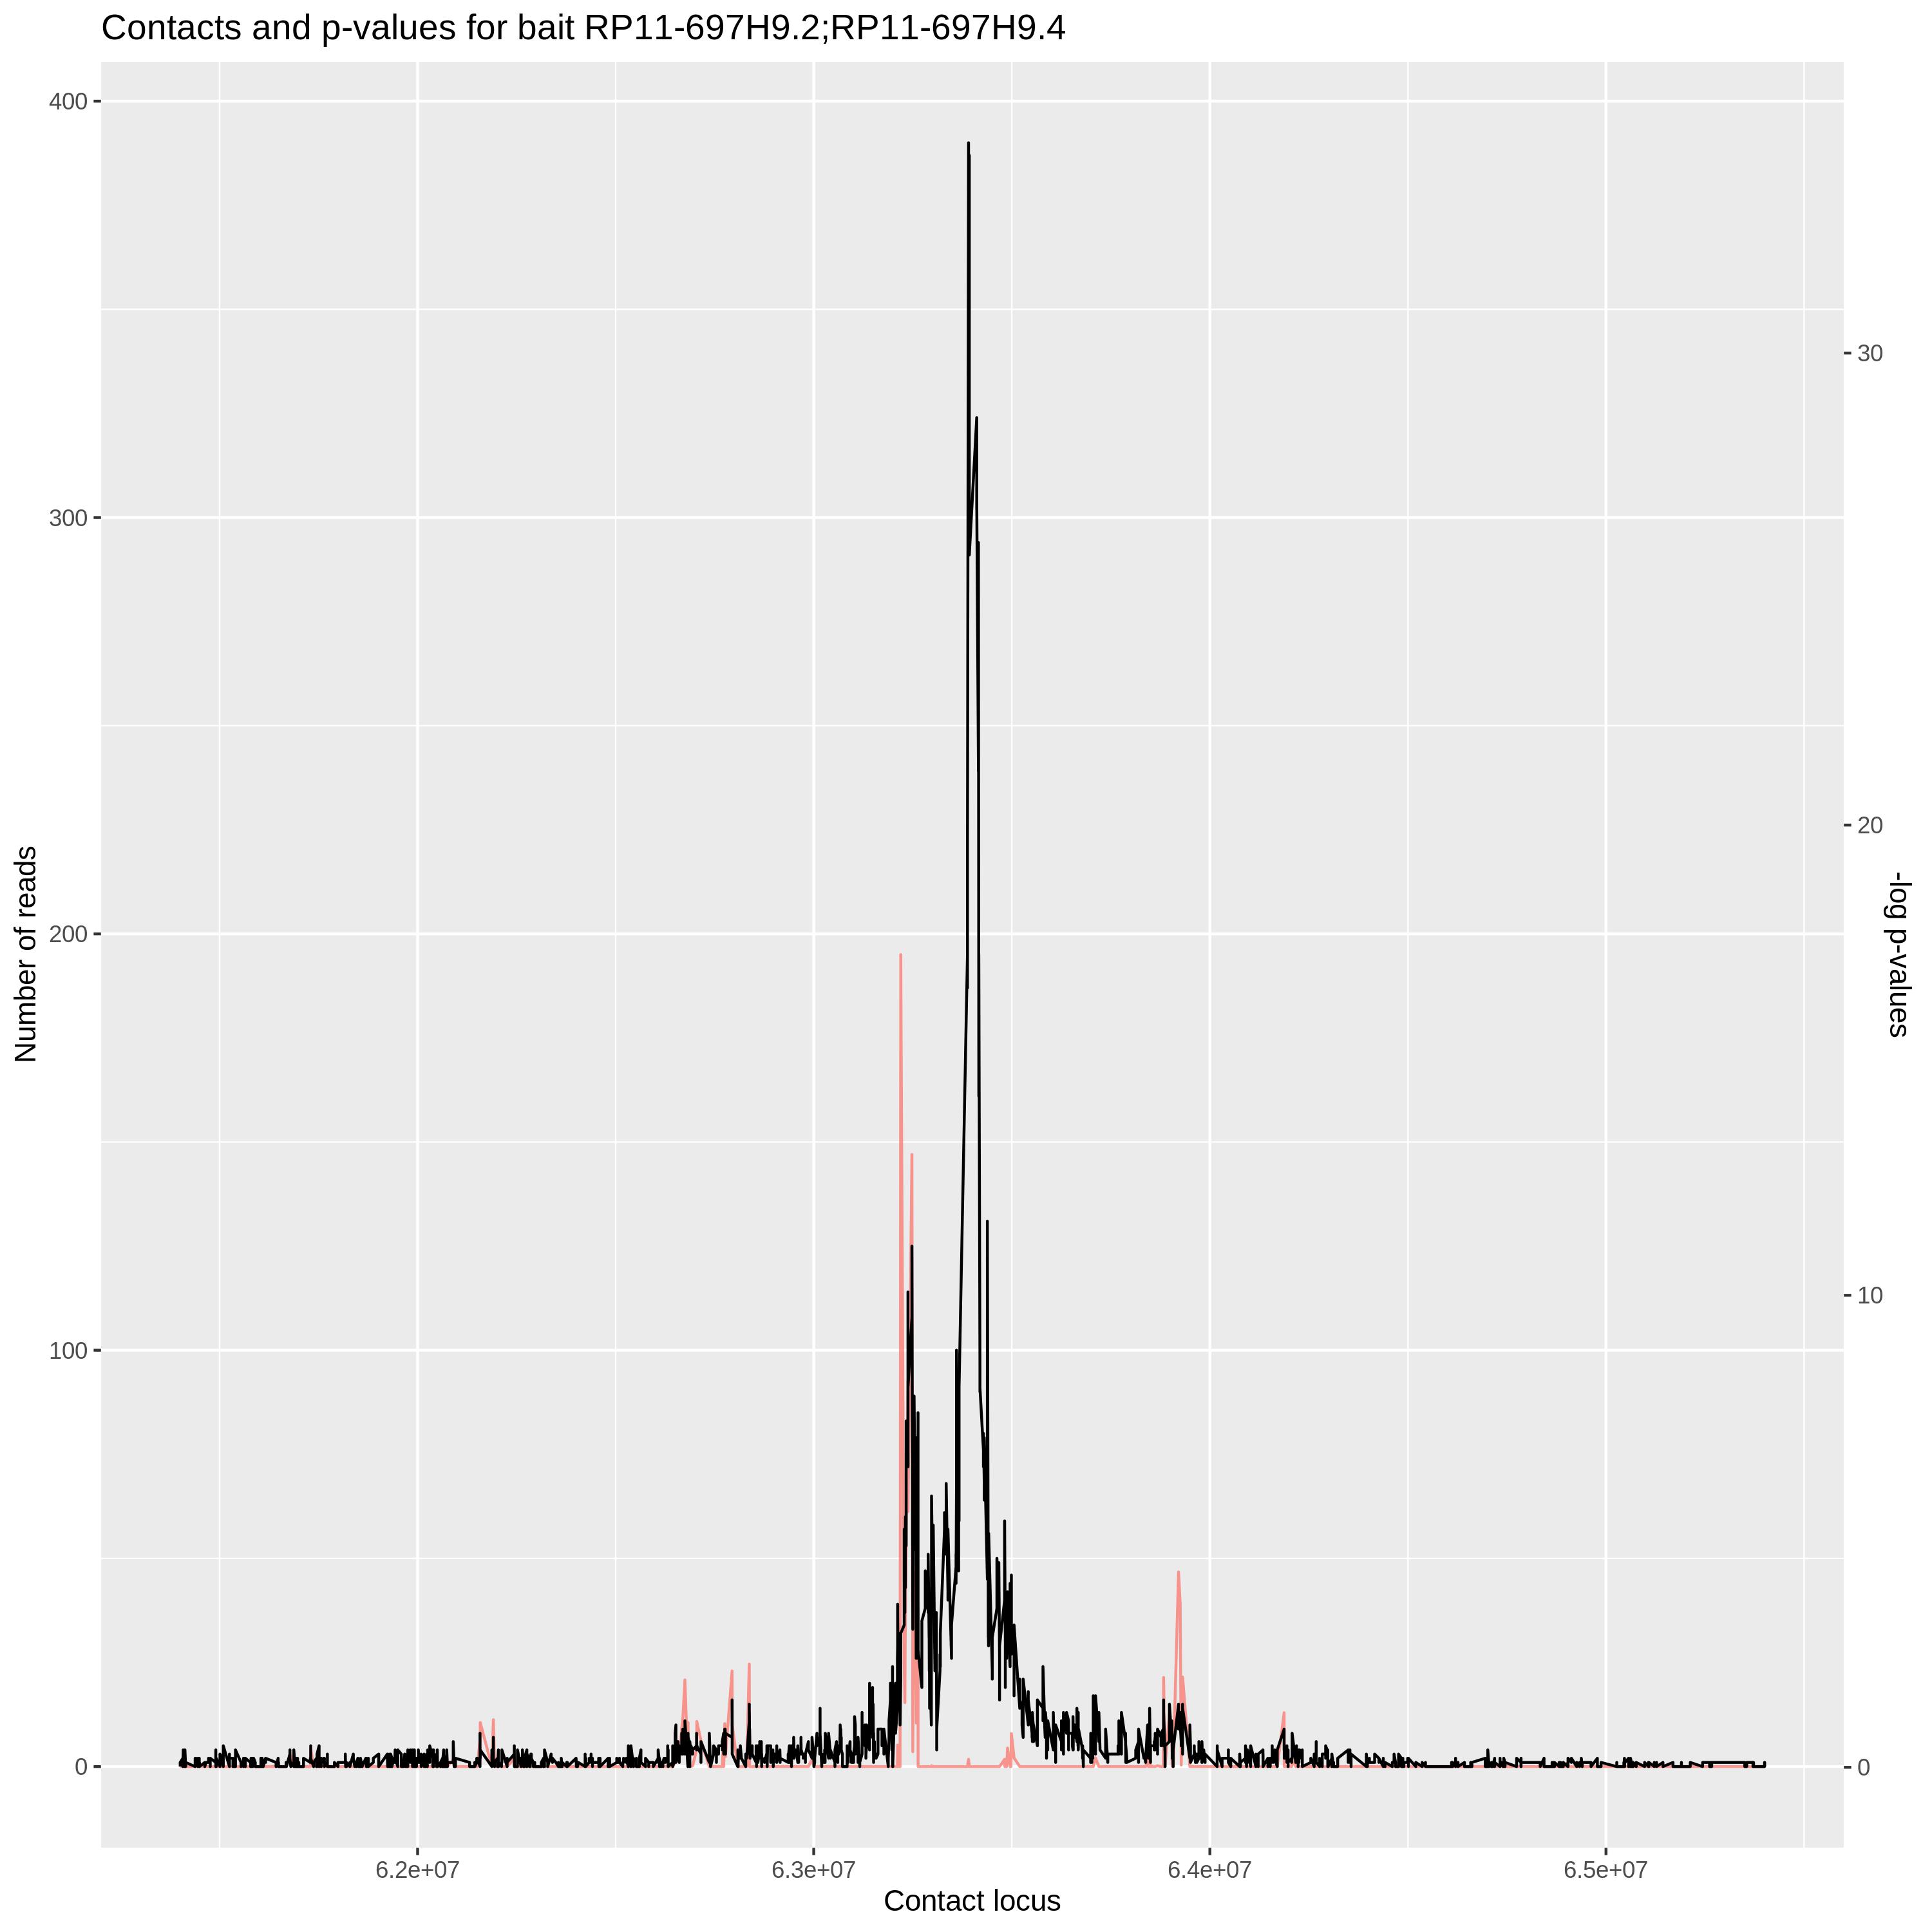 Contacts and p-values for bait RP11-697H9.2;RP11-697H9.4
400
300
200
100
0
Number of reads
30
20
10
0
-log p-values
6.2e+07
6.3e+07
6.4e+07
6.5e+07
Contact locus